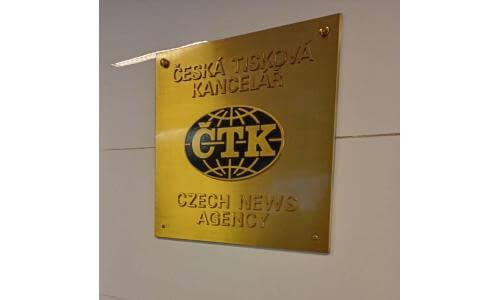 ČESKÁ TISKOVÁ
KANCELÁŘ
ČTK
CZECH NEWS
AGENCY